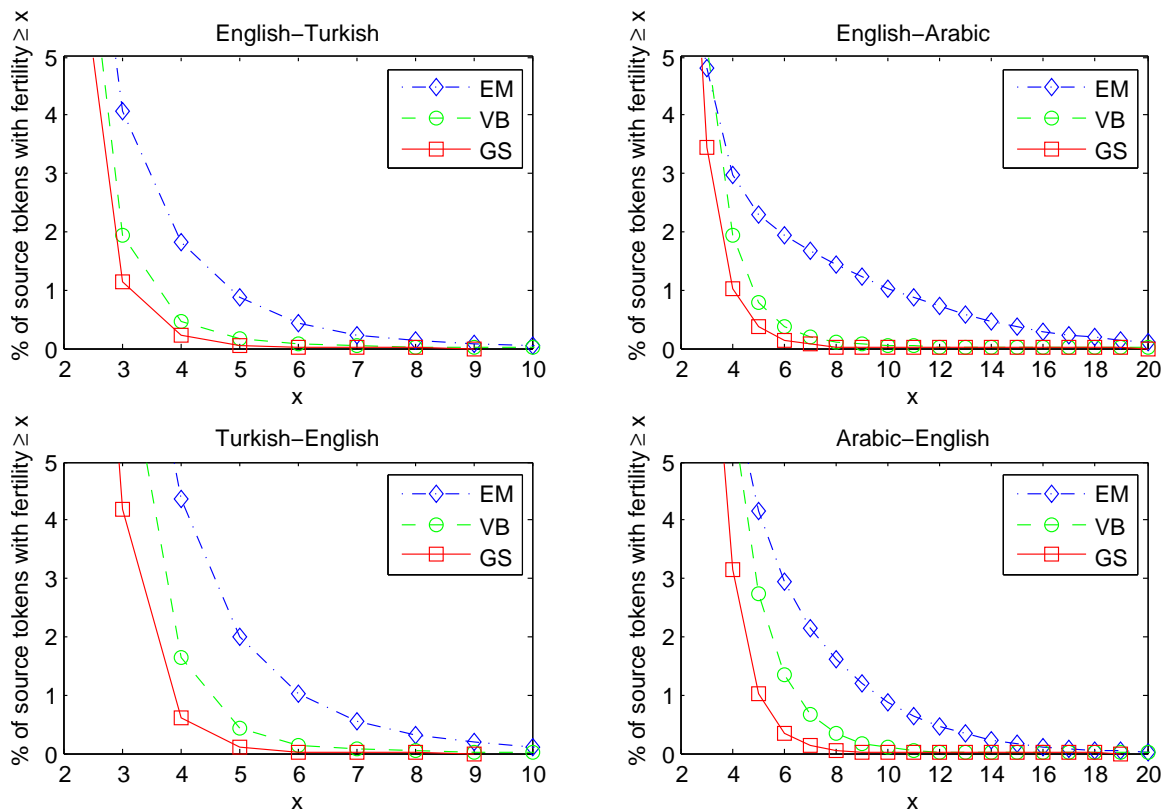 English−Turkish
% of source tokens with fertility ≥ x
5
4
3
2
1
0
EM
VB
GS
2 3 4 5 6 7 8 9 10
x
English−Arabic
% of source tokens with fertility ≥ x
5
4
3
2
1
0
EM
VB
GS
2 4 6 8 10 12 14 16 18 20
x
Turkish−English
% of source tokens with fertility ≥ x
5
4
3
2
1
0
EM
VB
GS
2 3 4 5 6 7 8 9 10
x
Arabic−English
% of source tokens with fertility ≥ x
5
4
3
2
1
0
EM
VB
GS
2 4 6 8 10 12 14 16 18 20
x